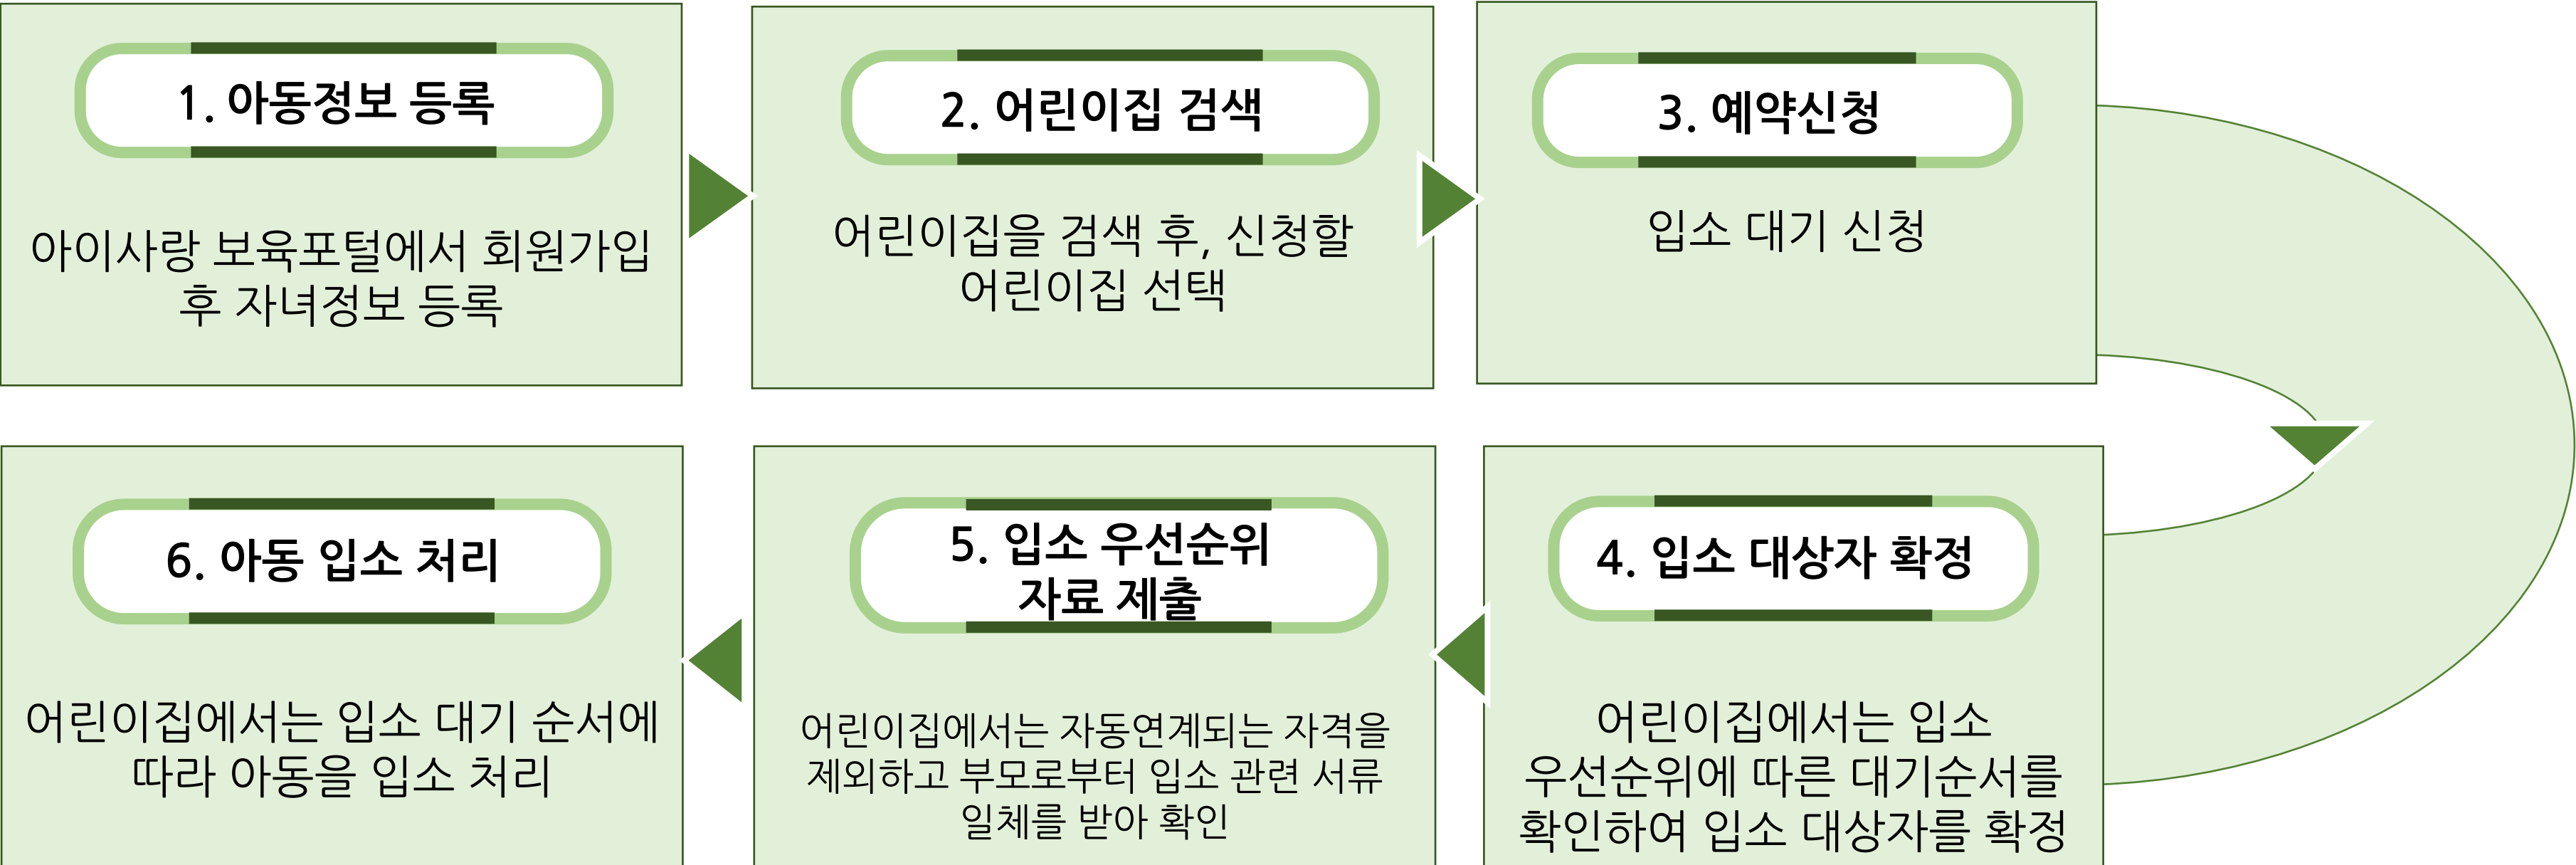 1. 아동정보 등록
아이사랑 보육포털에서 회원가입
후 자녀정보 등록
2. 어린이집 검색
어린이집을 검색 후, 신청할
어린이집 선택
3. 예약신청
입소 대기 신청
4. 입소 대상자 확정
어린이집에서는 입소
우선순위에 따른 대기순서를
확인하여 입소 대상자를 확정
5. 입소 우선순위
자료 제출
어린이집에서는 자동연계되는 자격을
제외하고 부모로부터 입소 관련 서류
일체를 받아 확인
6. 아동 입소 처리
어린이집에서는 입소 대기 순서에
따라 아동을 입소 처리